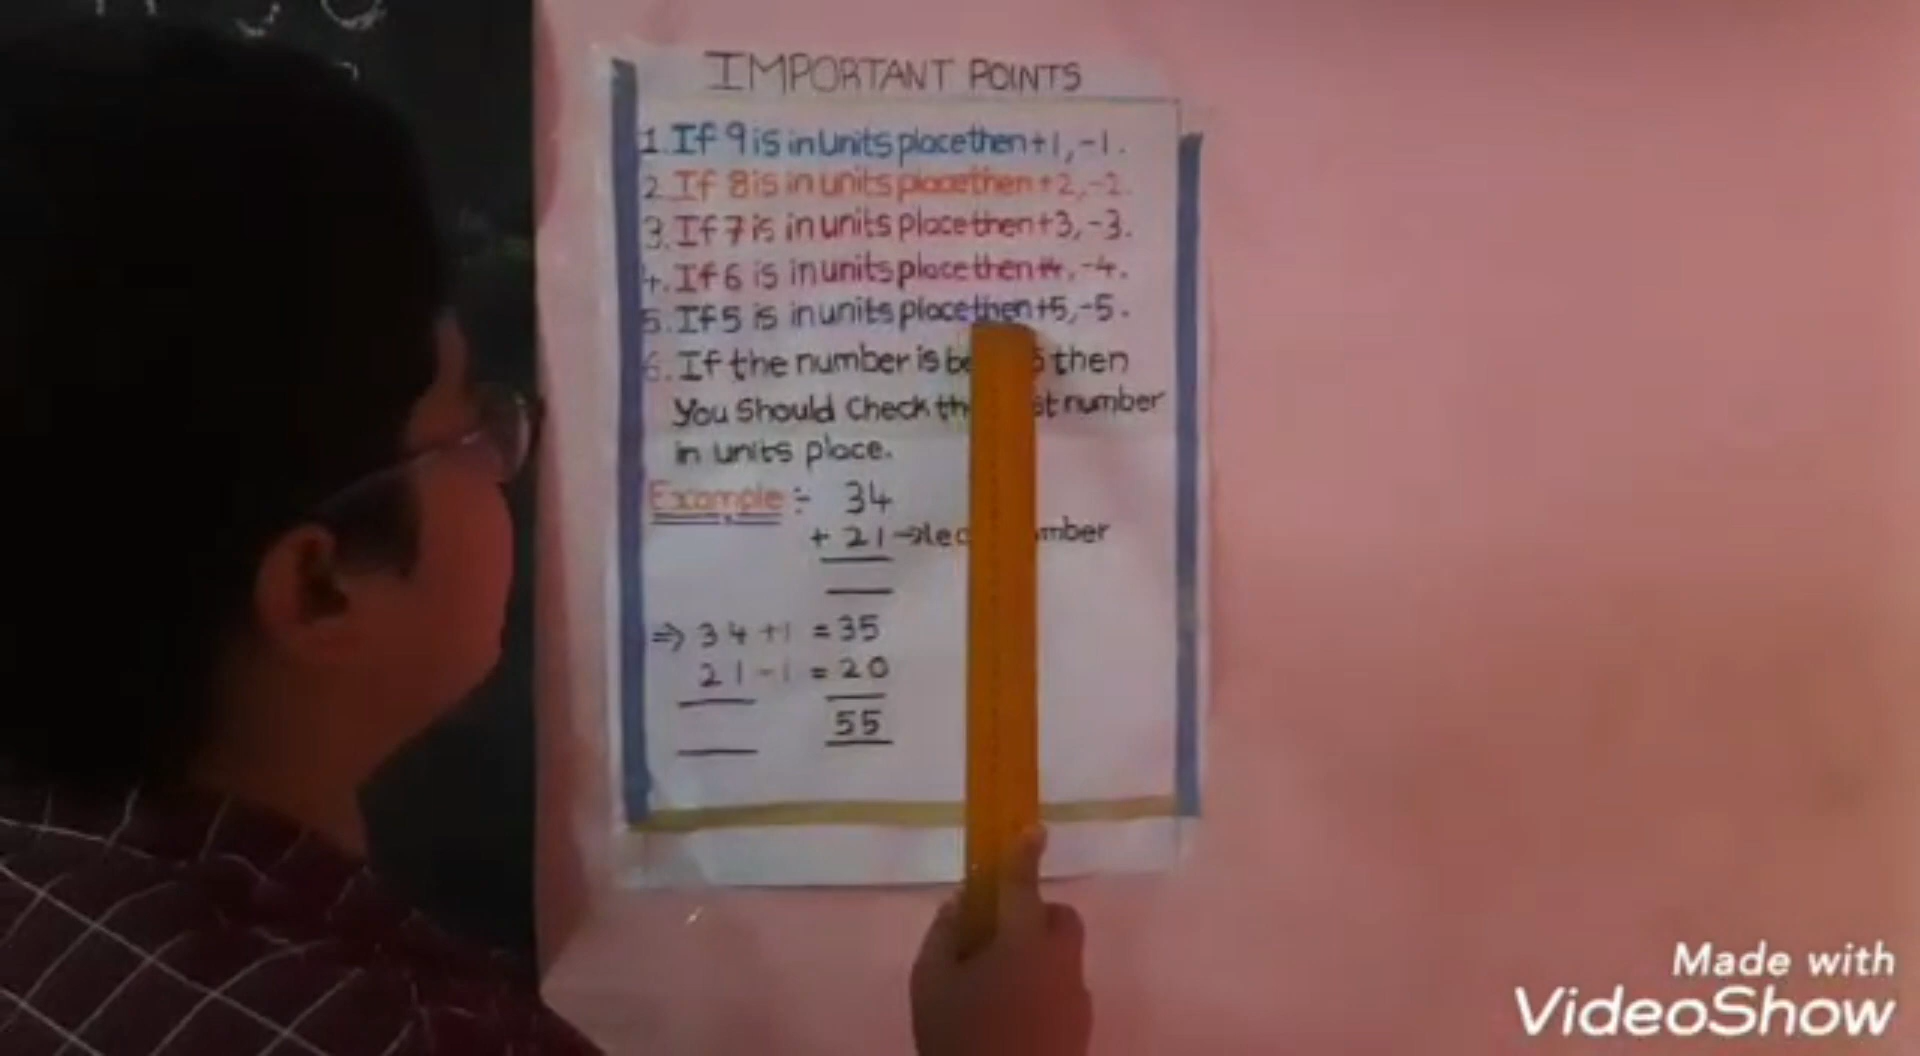 IMPORTANT POINTS
1. If 9 is in units place then +1, -1.
2. If 8 is in units place then +2, -2.
3. If 7 is in units place then +3, -3.
4. If 6 is in units place then +4, -4.
5. If 5 is in units place then +5, -5.
6. If the number is 5 then
You Should Check number
in units place.
Example :- 34
+ 21 →
⇒ 34 +1 = 35
21 -1 = 20
55
Made with
VideoShow